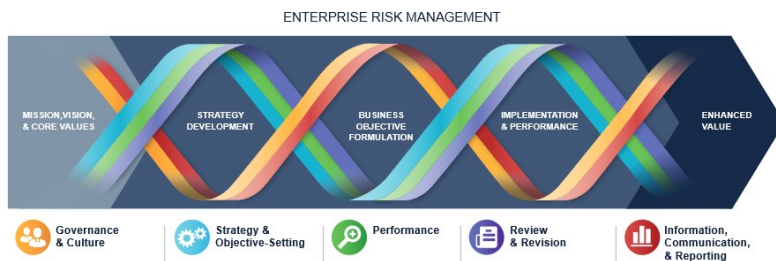 ENTERPRISE RISK MANAGEMENT
MISSION,VISION,
& CORE VALUES
STRATEGY
DEVELOPMENT
BUSINESS
OBJECTIVE
FORMULATION
IMPLEMENTATION
& PERFORMANCE
ENHANCED
VALUE
Governance
& Culture
Strategy &
Objective-Setting
Performance
Review
& Revision
Information,
Communication,
& Reporting